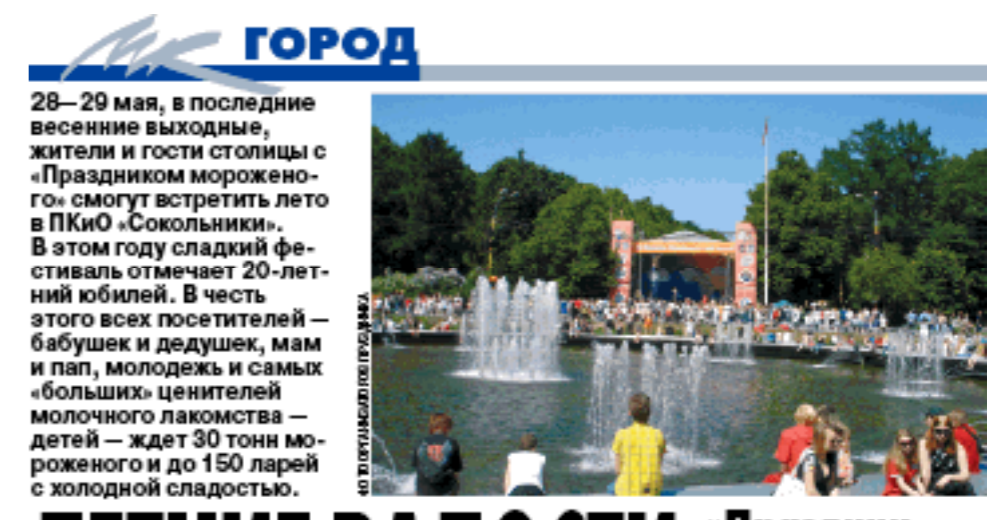 МК ГОРОД
28—29 мая, в последние
весенние выходные,
жители и гости столицы с
«Праздником морожено-
го» смогут встретить лето
в ПКиО «Сокольники».
В этом году сладкий фе-
стиваль отмечает 20-лет-
ний юбилей. В честь
этого всех посетителей —
бабушек и дедушек, мам
и пап, молодежь и самых
«больших» ценителей
молочного лакомства —
детей — ждет 30 тонн мо-
роженого и до 150 ларей
с холодной сладостью.